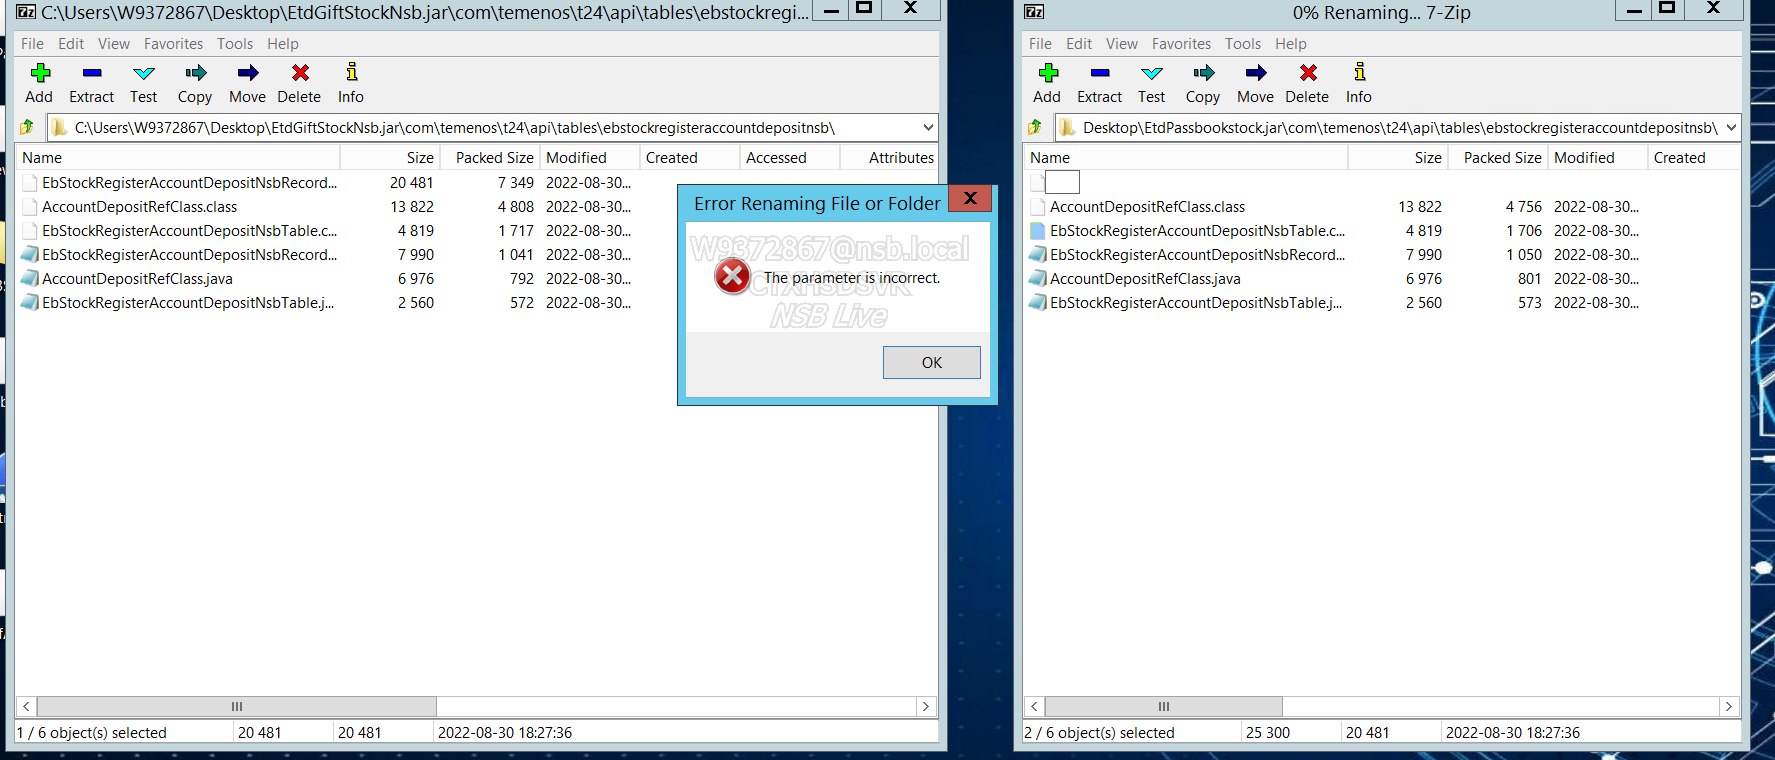 C:\Users\W9372867\Desktop\EtdGiftStockNsb.jar\com\temenos\t24\api\tables\ebstockregi...
File Edit View Favorites Tools Help
Add Extract Test Copy Move Delete Info
C:\Users\W9372867\Desktop\EtdGiftStockNsb.jar\com\temenos\t24\api\tables\ebstockregisteraccountdepositnsb\
Name Size Packed Size Modified Created Accessed Attributes
EbStockRegisterAccountDepositNsbRecord... 20 481 7 349 2022-08-30...
AccountDepositRefClass.class 13 822 4 808 2022-08-30...
EbStockRegisterAccountDepositNsbTable.c... 4 819 1 717 2022-08-30...
EbStockRegisterAccountDepositNsbRecord... 7 990 1 041 2022-08-30...
AccountDepositRefClass.java 6 976 792 2022-08-30...
EbStockRegisterAccountDepositNsbTable.j... 2 560 572 2022-08-30...
1 / 6 object(s) selected 20 481 20 481 2022-08-30 18:27:36
Error Renaming File or Folder
W9372867@nsb.local
The parameter is incorrect.
NSB Live
OK
0% Renaming... 7-Zip
File Edit View Favorites Tools Help
Add Extract Test Copy Move Delete Info
Desktop\EtdPassbookstock.jar\com\temenos\t24\api\tables\ebstockregisteraccountdepositnsb\
Name Size Packed Size Modified Created
AccountDepositRefClass.class 13 822 4 756 2022-08-30...
EbStockRegisterAccountDepositNsbTable.c... 4 819 1 706 2022-08-30...
EbStockRegisterAccountDepositNsbRecord... 7 990 1 050 2022-08-30...
AccountDepositRefClass.java 6 976 801 2022-08-30...
EbStockRegisterAccountDepositNsbTable.j... 2 560 573 2022-08-30...
2 / 6 object(s) selected 25 300 20 481 2022-08-30 18:27:36